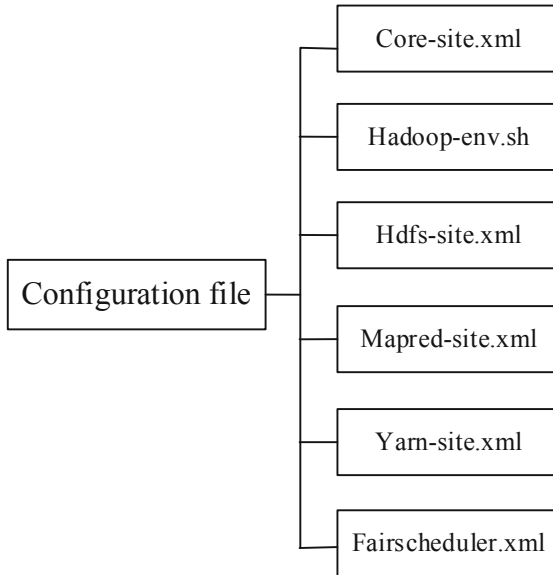 Core-site.xml
Hadoop-env.sh
Hdfs-site.xml
Configuration file
Mapred-site.xml
Yarn-site.xml
Fairscheduler.xml